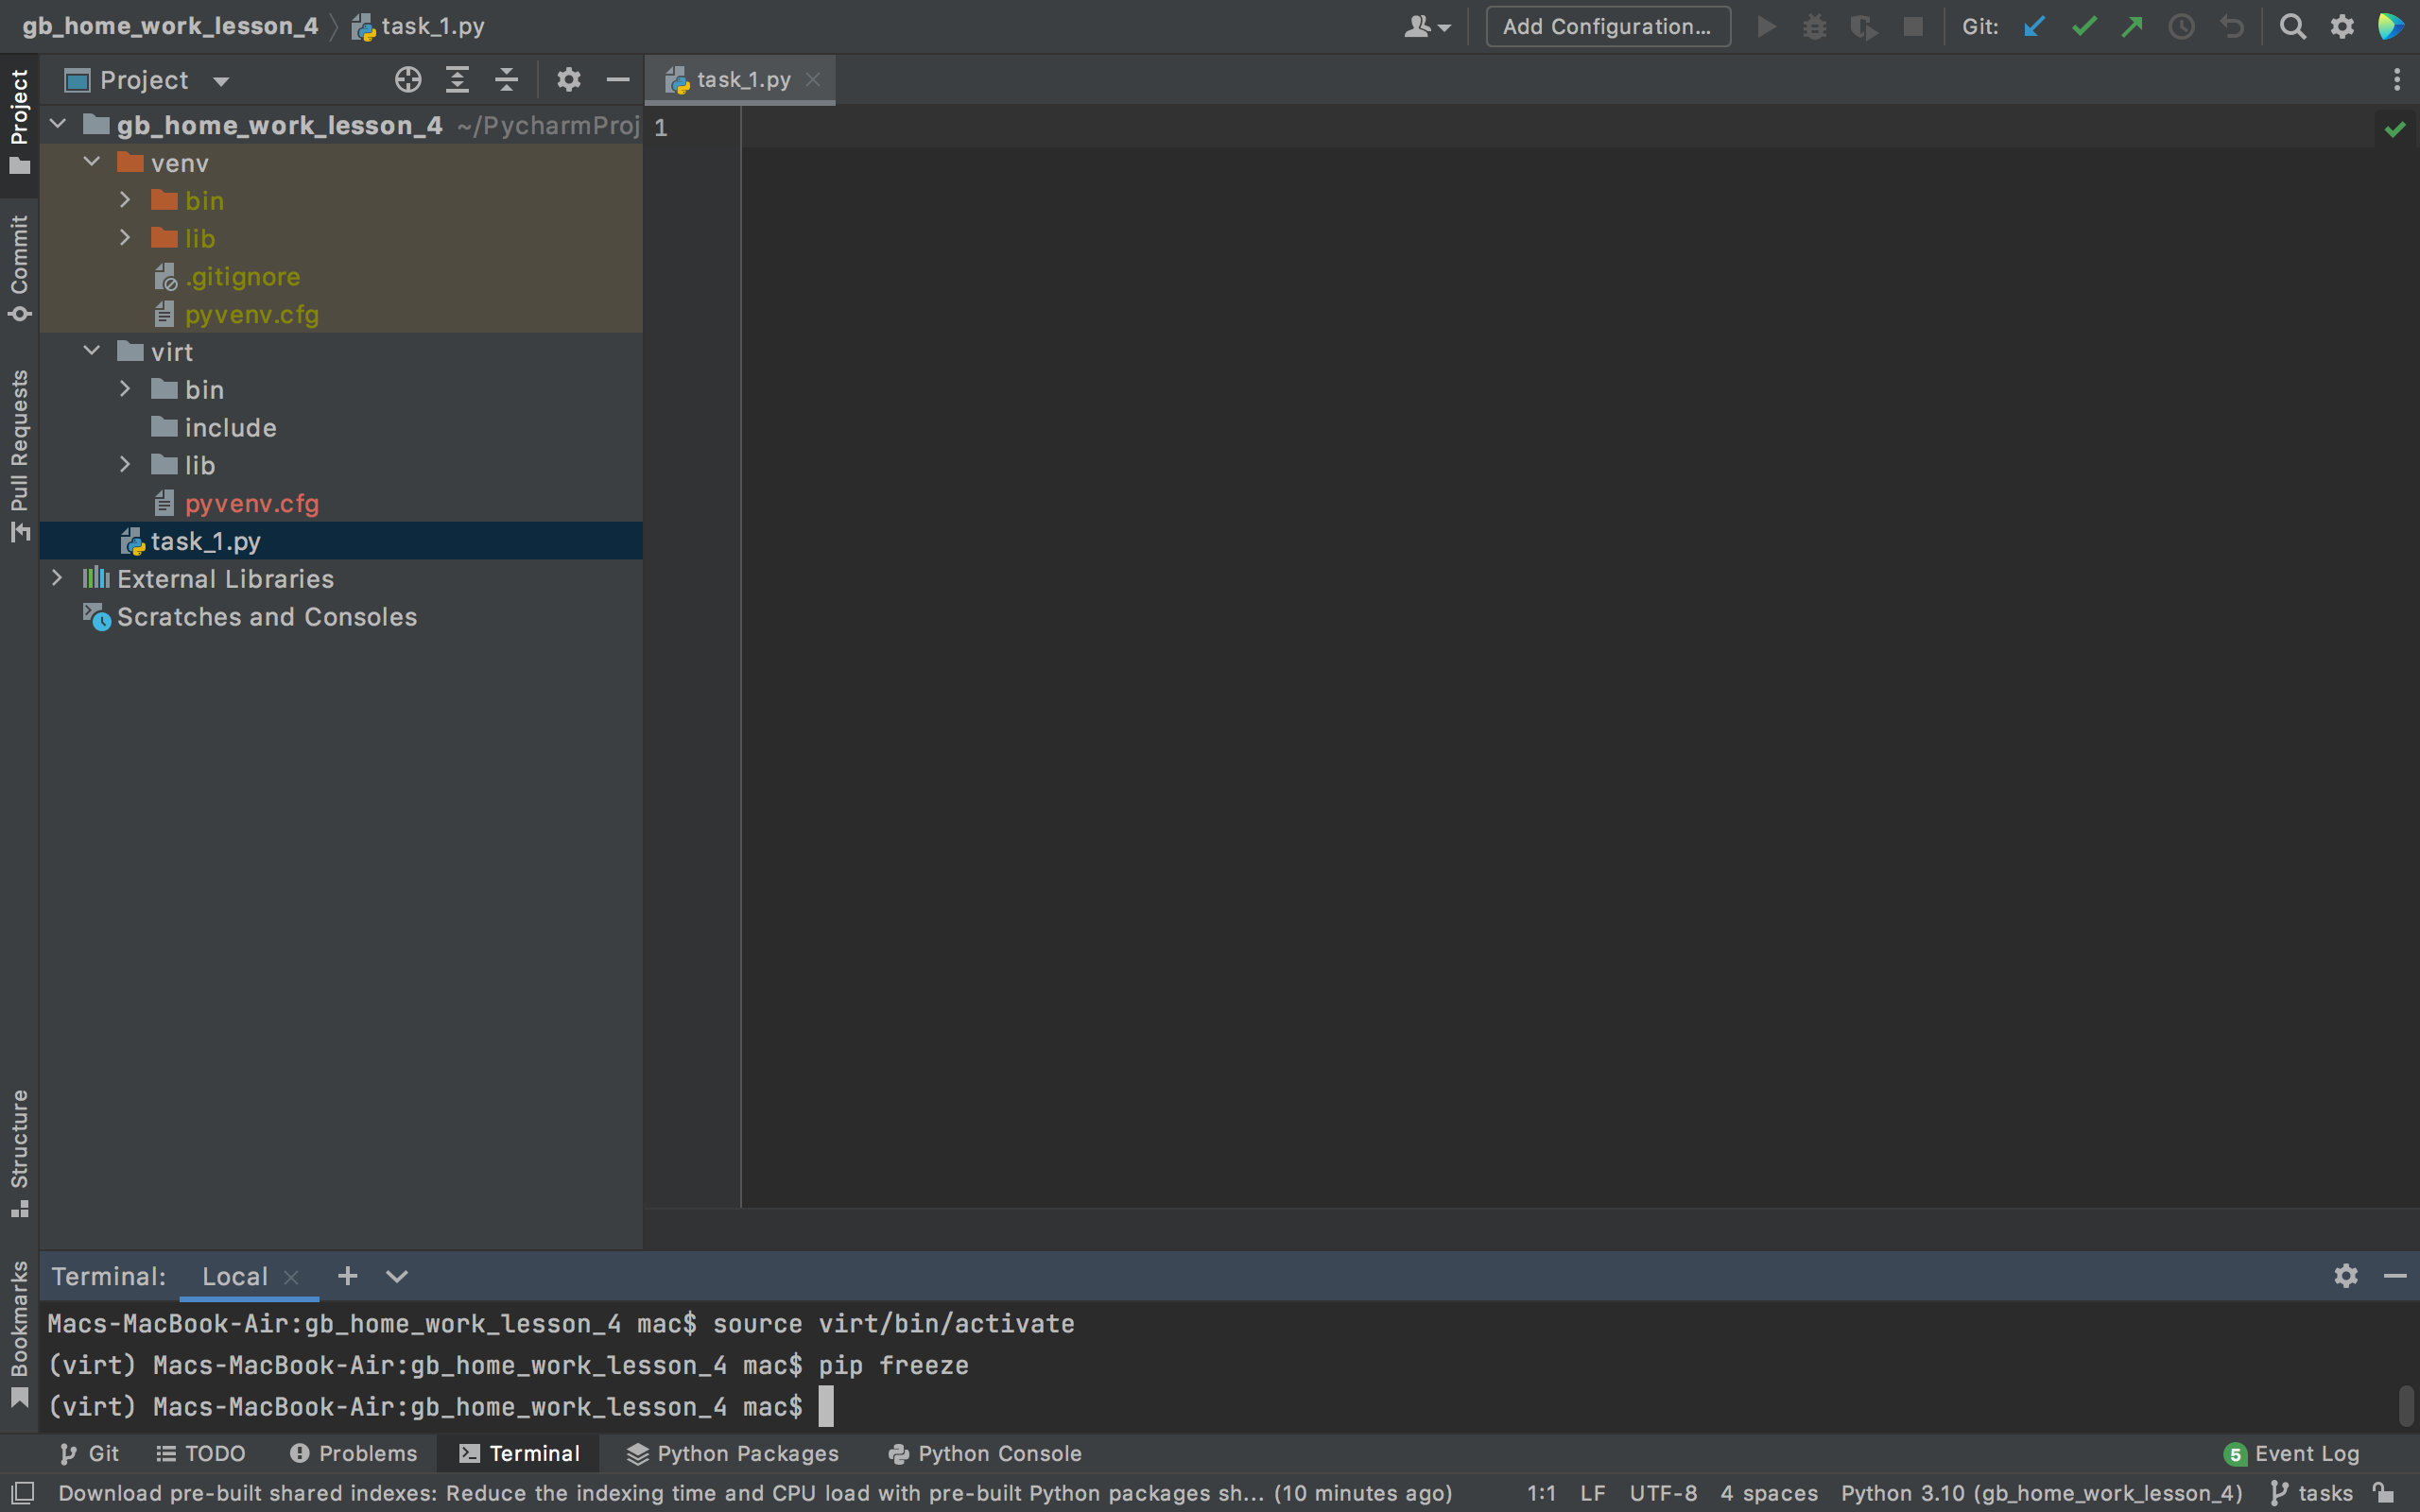 gb_home_work_lesson_4 task_1.py Add Configuration... Git:
Project
task_1.py
Project
Commit
Pull Requests
Structure
Bookmarks
gb_home_work_lesson_4 ~/PycharmProj
venv
bin
lib
.gitignore
pyvenv.cfg
virt
bin
include
lib
pyvenv.cfg
task_1.py
External Libraries
Scratches and Consoles
1
Terminal: Local
Macs-MacBook-Air:gb_home_work_lesson_4 mac$ source virt/bin/activate
(virt) Macs-MacBook-Air:gb_home_work_lesson_4 mac$ pip freeze
(virt) Macs-MacBook-Air:gb_home_work_lesson_4 mac$
Git TODO Problems Terminal Python Packages Python Console 5 Event Log
Download pre-built shared indexes: Reduce the indexing time and CPU load with pre-built Python packages sh... (10 minutes ago) 1:1 LF UTF-8 4 spaces Python 3.10 (gb_home_work_lesson_4) tasks